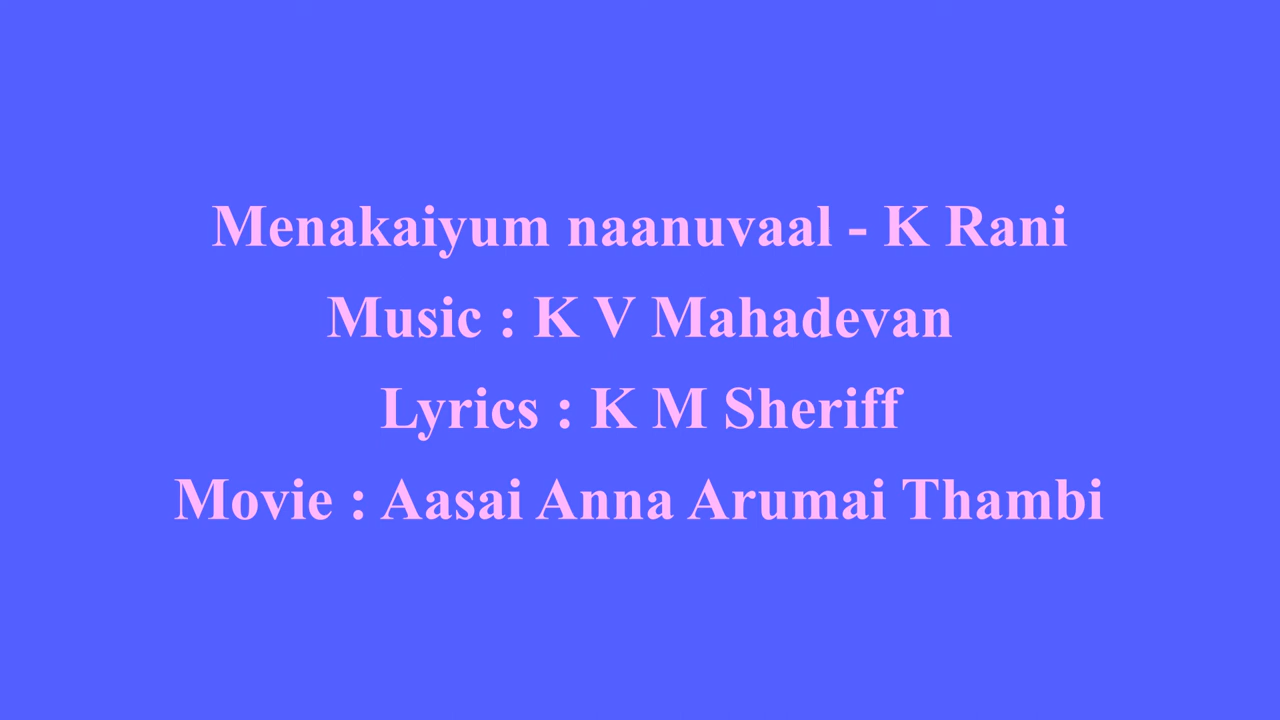 Menakaiyum naanuvaal - K Rani
Music : K V Mahadevan
Lyrics : K M Sheriff
Movie : Aasai Anna Arumai Thambi